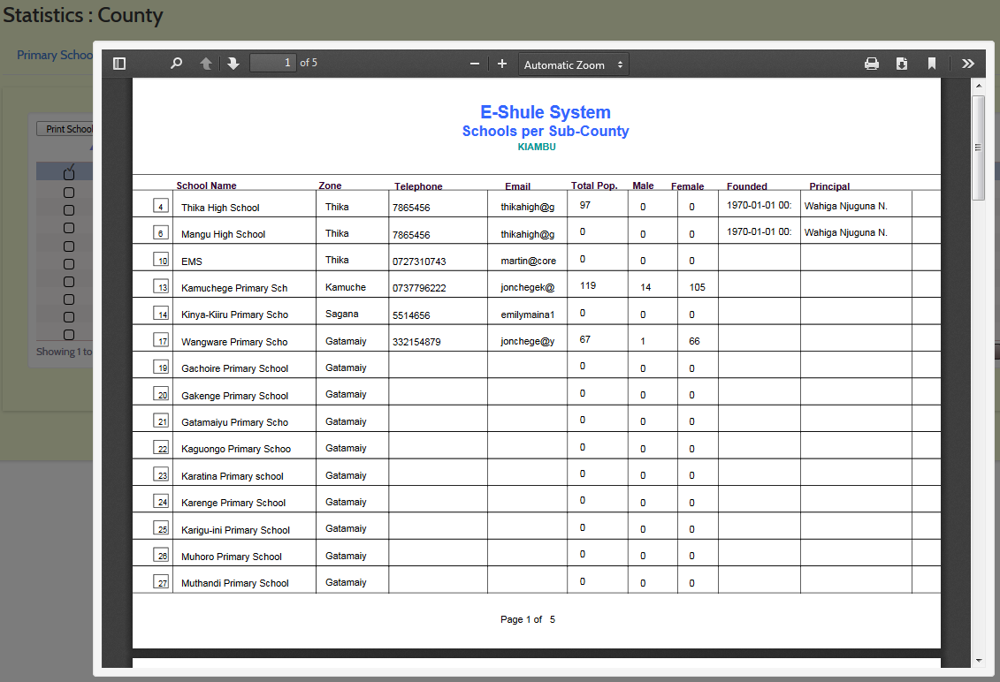 Statistics : County
Primary Schoo
1 of 5
Automatic Zoom
Print School
Showing 1 to
E-Shule System
Schools per Sub-County
KIAMBU
School Name Zone Telephone Email Total Pop. Male Female Founded Principal
4 Thika High School Thika 7865456 thikahigh@g 97 0 0 1970-01-01 00: Wahiga Njuguna N.
6 Mangu High School Thika 7865456 thikahigh@g 0 0 0 1970-01-01 00: Wahiga Njuguna N.
10 EMS Thika 0727310743 martin@core 0 0 0
13 Kamuchege Primary Sch Kamuche 0737796222 jonchegek@ 119 14 105
14 Kinya-Kiiru Primary Scho Sagana 5514656 emilymaina1 0 0 0
17 Wangware Primary Scho Gatamaiy 332154879 jonchege@y 67 1 66
19 Gachoire Primary School Gatamaiy 0 0 0
20 Gakenge Primary School Gatamaiy 0 0 0
21 Gatamaiyu Primary Scho Gatamaiy 0 0 0
22 Kaguongo Primary Schoo Gatamaiy 0 0 0
23 Karatina Primary school Gatamaiy 0 0 0
24 Karenge Primary School Gatamaiy 0 0 0
25 Karigu-ini Primary School Gatamaiy 0 0 0
26 Muhoro Primary School Gatamaiy 0 0 0
27 Muthandi Primary School Gatamaiy 0 0 0
Page 1 of 5